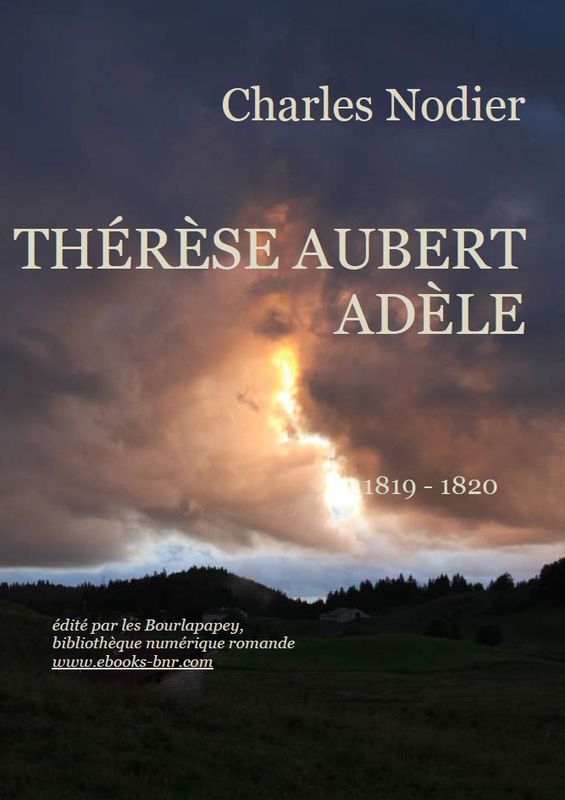 Charles Nodier
THÉRÈSE AUBERT
ADÈLE
1819 - 1820
édité par les Bourlapapey,
bibliothèque numérique romande
www.ebooks-bnr.com